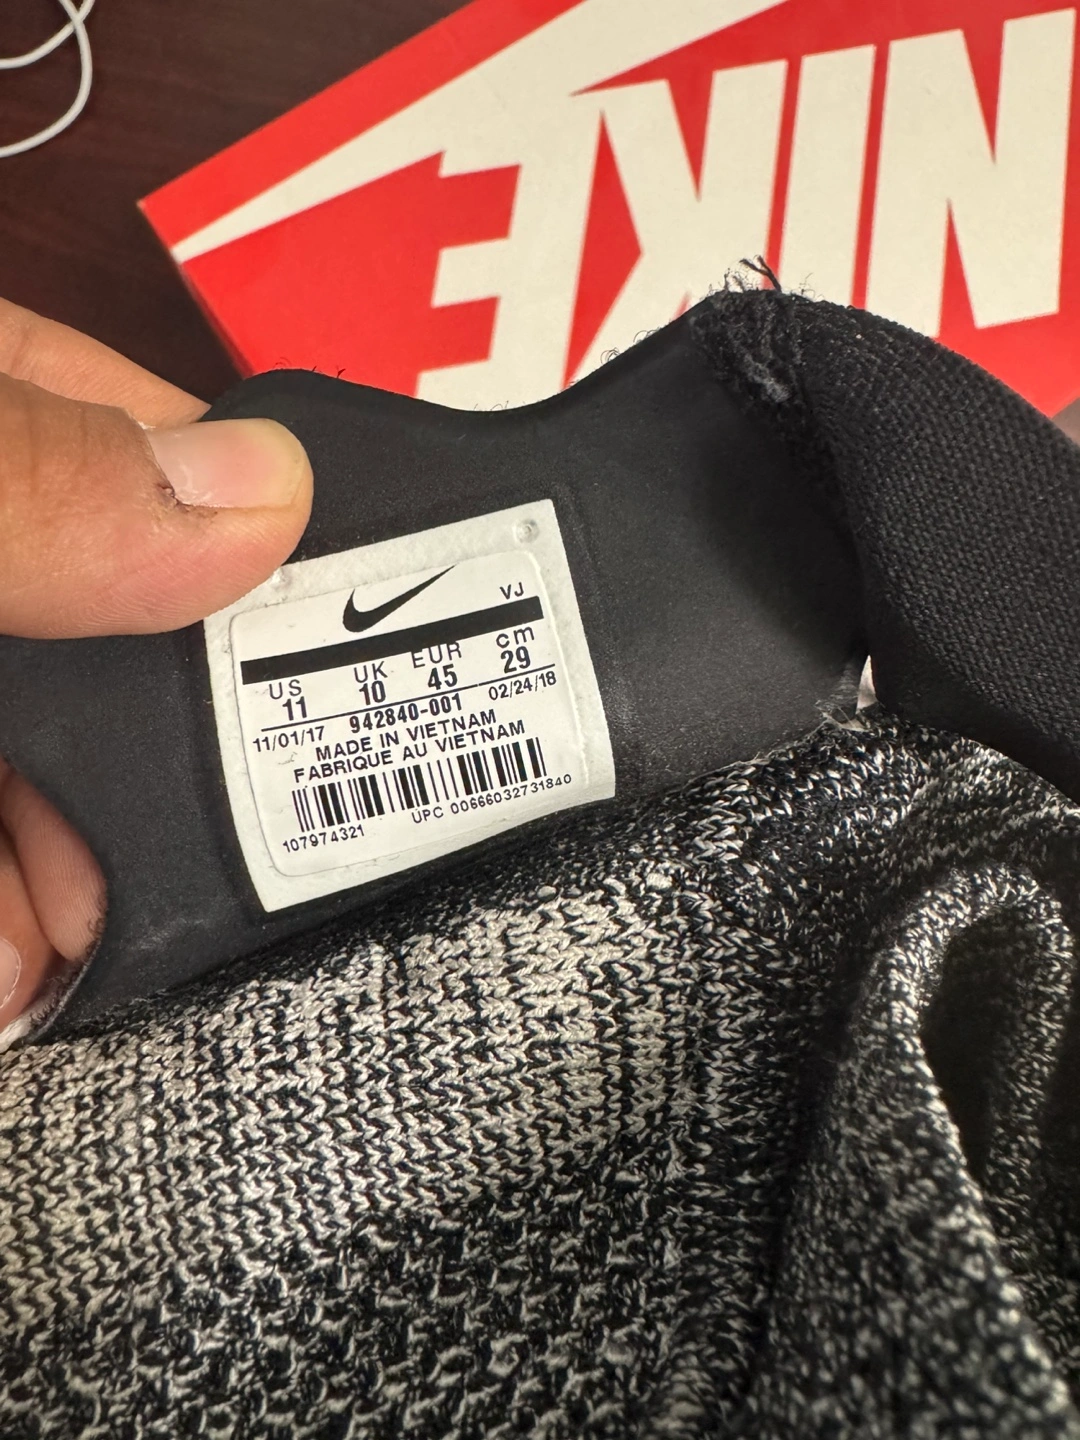 NIKE
VJ
US UK EUR cm
11 10 45 29
11/01/17 942840-001 02/24/18
MADE IN VIETNAM
FABRIQUE AU VIETNAM
107974321 UPC 00666032731840